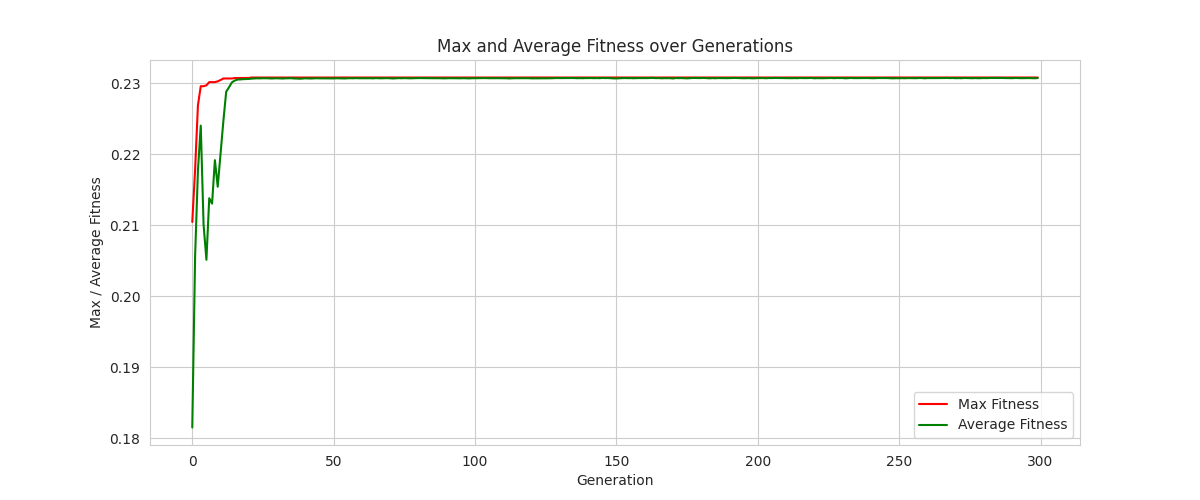 Max and Average Fitness over Generations
Max / Average Fitness
0.23
0.22
0.21
0.20
0.19
0.18
0
50
100
150
200
250
300
Generation
Max Fitness
Average Fitness